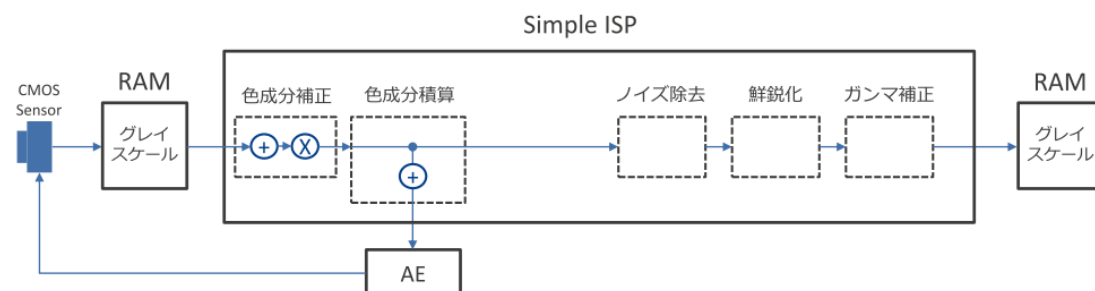 Simple ISP
CMOS
Sensor
RAM
グレイ
スケール
色成分補正
+
X
色成分積算
+
ノイズ除去
鮮鋭化
ガンマ補正
RAM
グレイ
スケール
AE